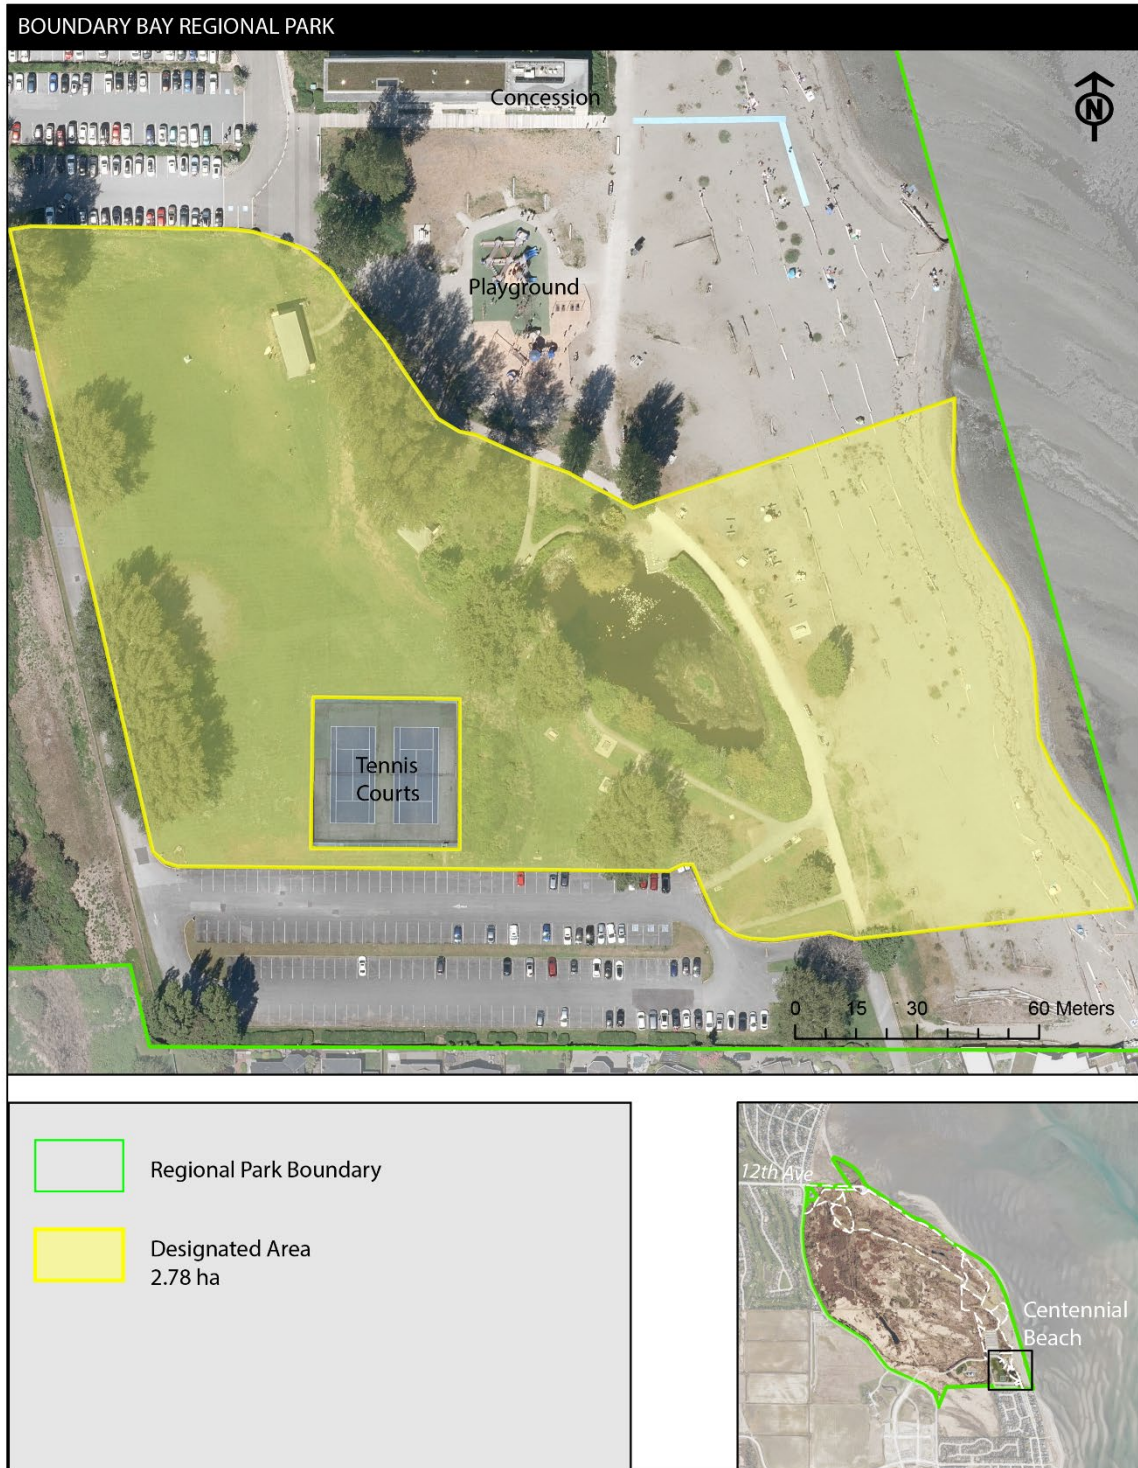 BOUNDARY BAY REGIONAL PARK
N
Concession
Playground
Tennis
Courts
0 15 30 60 Meters
Regional Park Boundary
Designated Area
2.78 ha
12th Ave
Centennial
Beach